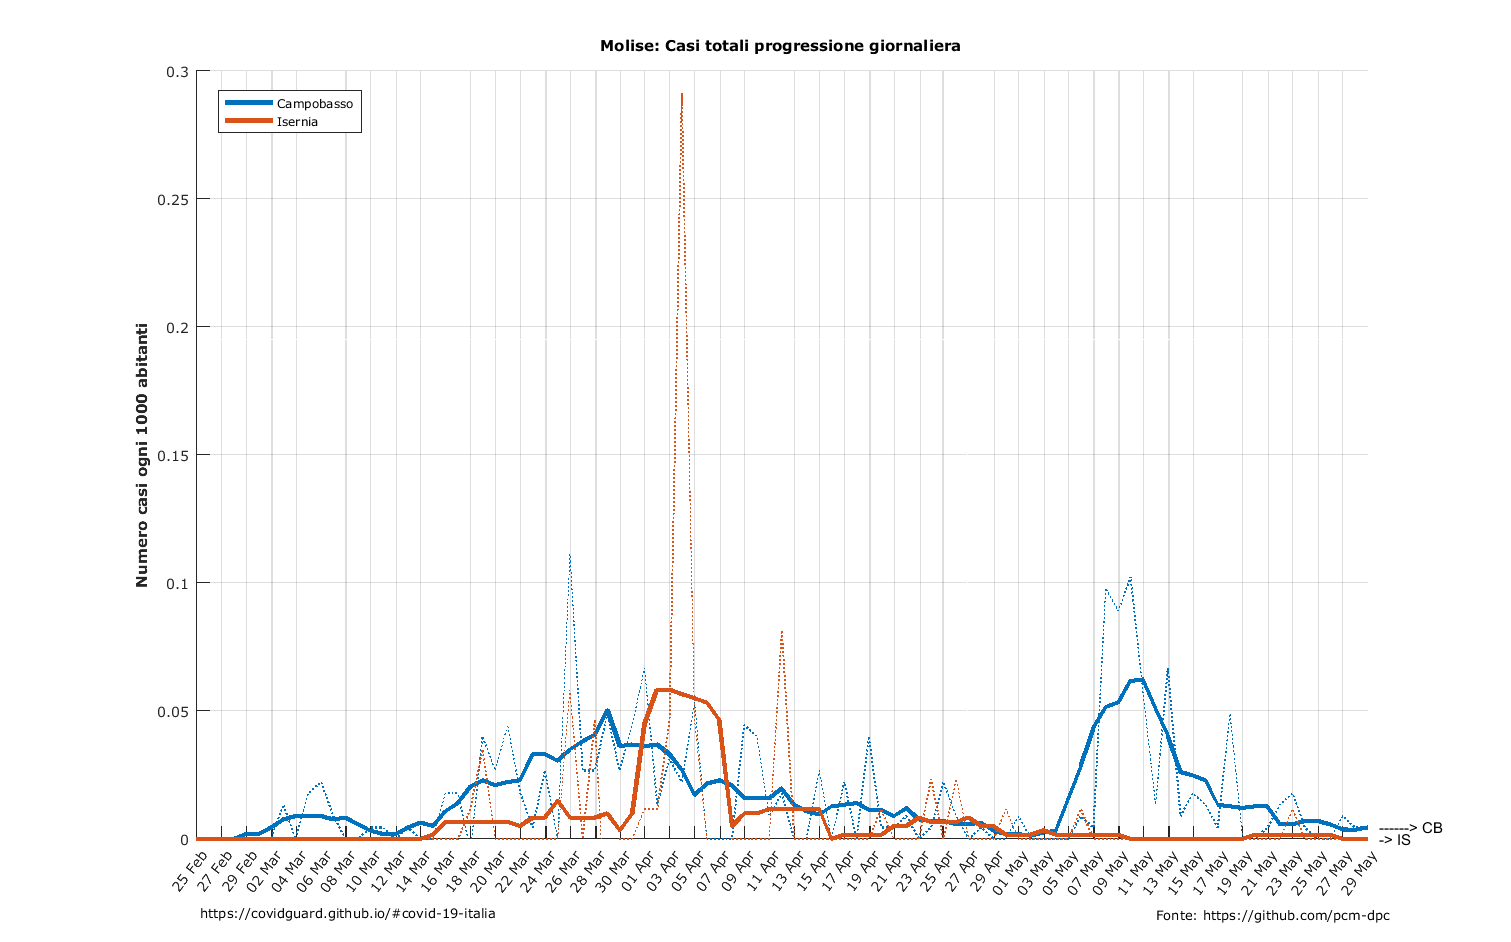 Molise: Casi totali progressione giornaliera
Campobasso
Isernia
Numero casi ogni 1000 abitanti
0.3
0.25
0.2
0.15
0.1
0.05
0
25 Feb
27 Feb
29 Feb
02 Mar
04 Mar
06 Mar
08 Mar
10 Mar
12 Mar
14 Mar
16 Mar
18 Mar
20 Mar
22 Mar
24 Mar
26 Mar
28 Mar
30 Mar
01 Apr
03 Apr
05 Apr
07 Apr
09 Apr
11 Apr
13 Apr
15 Apr
17 Apr
19 Apr
21 Apr
23 Apr
25 Apr
27 Apr
29 Apr
01 May
03 May
05 May
07 May
09 May
11 May
13 May
15 May
17 May
19 May
21 May
23 May
25 May
27 May
29 May
------> CB
-> IS
https://covidguard.github.io/#covid-19-italia
Fonte: https://github.com/pcm-dpc